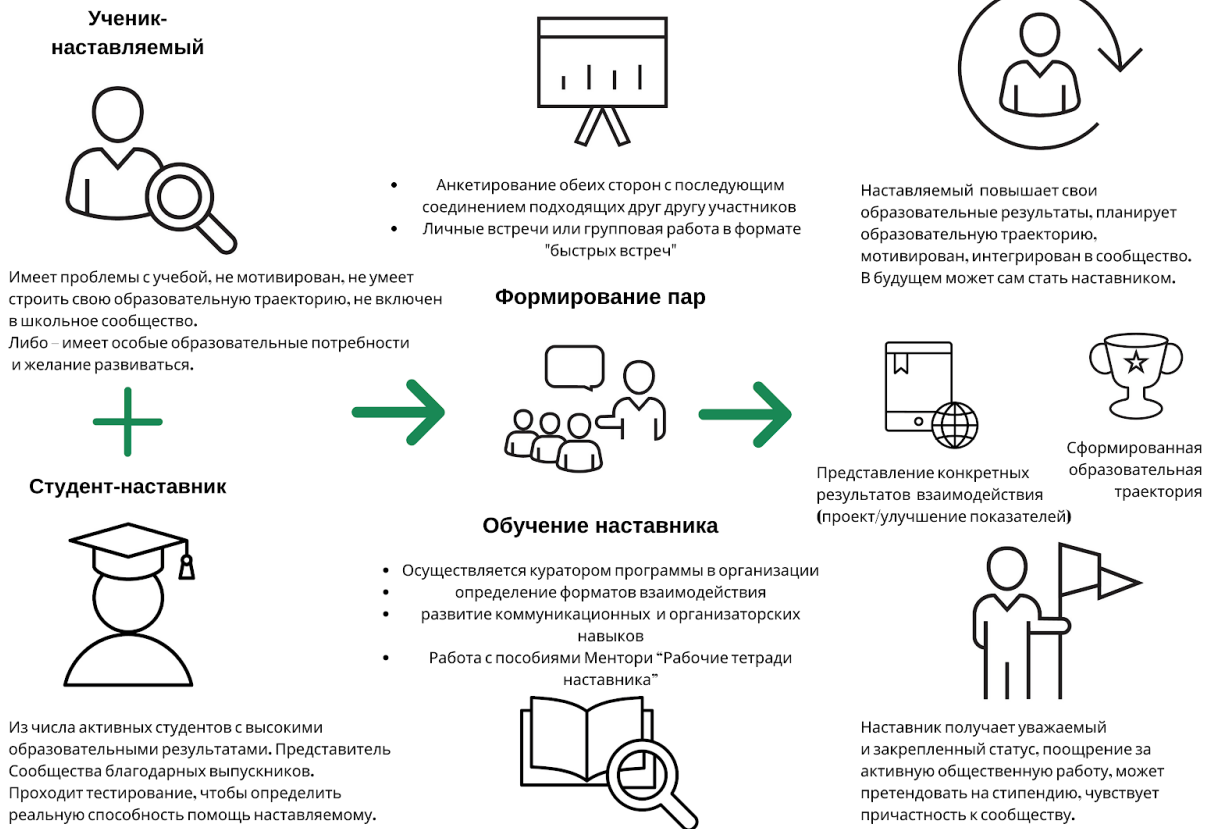 Ученик-
наставляемый
Имеет проблемы с учебой, не мотивирован, не умеет
строить свою образовательную траекторию, не включен
в школьное сообщество.
Либо – имеет особые образовательные потребности
и желание развиваться.
Студент-наставник
Из числа активных студентов с высокими
образовательными результатами. Представитель
Сообщества благодарных выпускников.
Проходит тестирование, чтобы определить
реальную способность помощь наставляемому.
• Анкетирование обеих сторон с последующим
соединением подходящих друг другу участников
• Личные встречи или групповая работа в формате
"быстрых встреч"
Формирование пар
Обучение наставника
• Осуществляется куратором программы в организации
• определение форматов взаимодействия
• развитие коммуникационных и организаторских
навыков
• Работа с пособиями Ментори “Рабочие тетради
наставника”
Наставляемый повышает свои
образовательные результаты, планирует
образовательную траекторию,
мотивирован, интегрирован в сообщество.
В будущем может сам стать наставником.
Представление конкретных
результатов взаимодействия
(проект/улучшение показателей)
Сформированная
образовательная
траектория
Наставник получает уважаемый
и закрепленный статус, поощрение за
активную общественную работу, может
претендовать на стипендию, чувствует
причастность к сообществу.